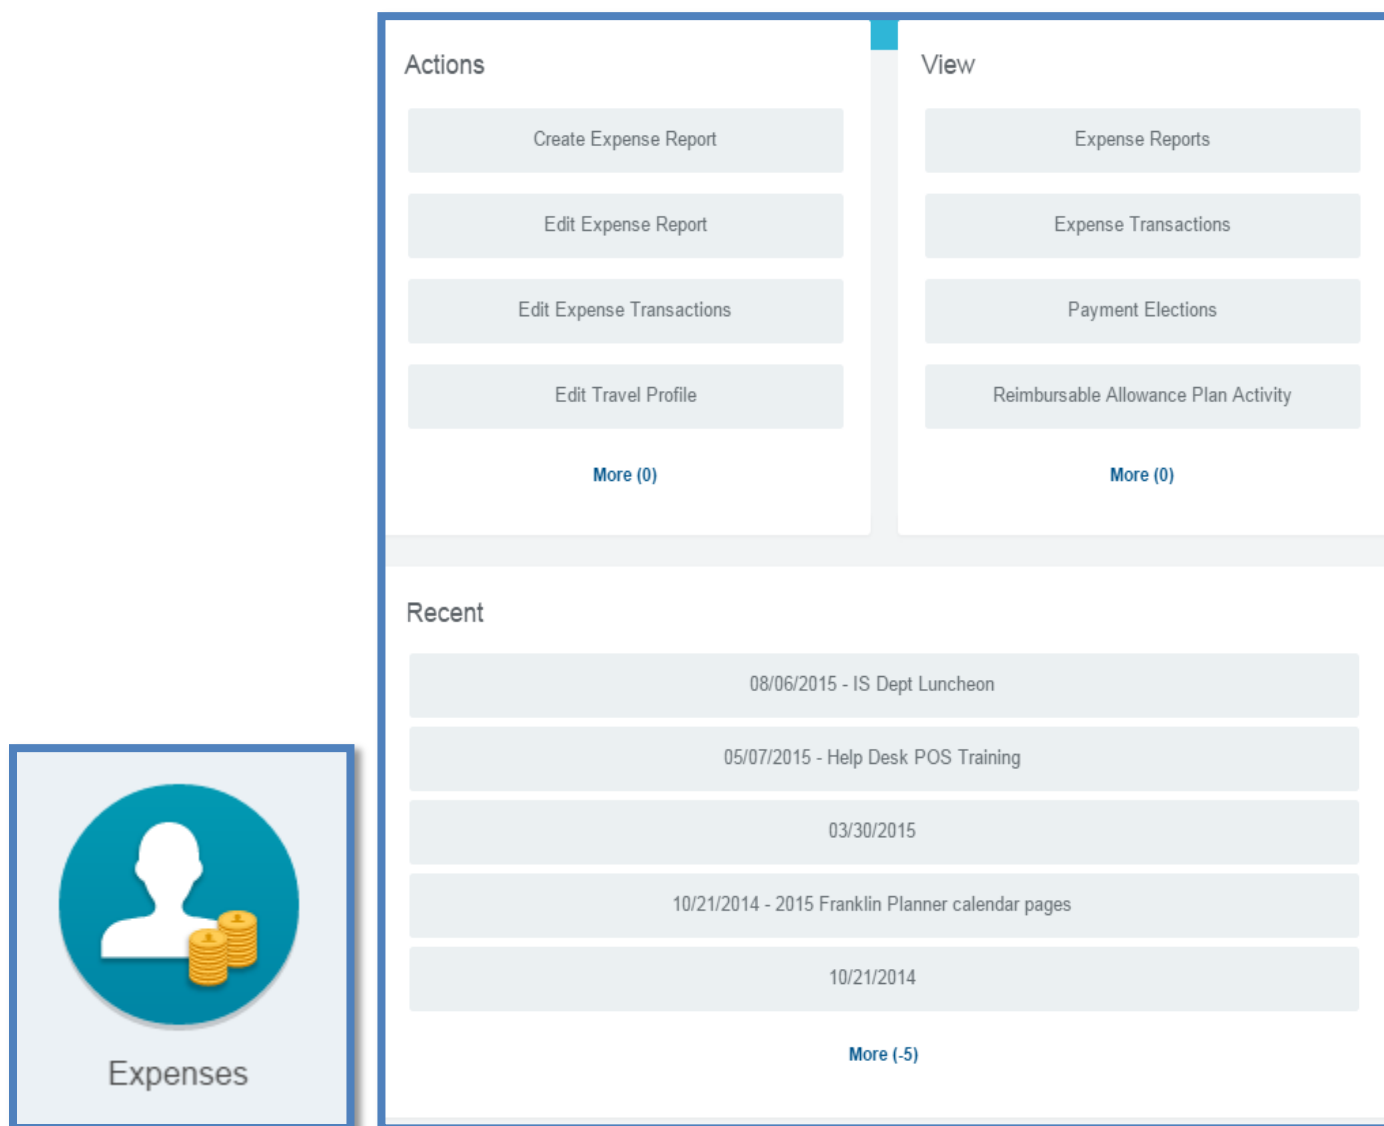 Actions
Create Expense Report
Edit Expense Report
Edit Expense Transactions
Edit Travel Profile
More (0)
View
Expense Reports
Expense Transactions
Payment Elections
Reimbursable Allowance Plan Activity
More (0)
Recent
08/06/2015 - IS Dept Luncheon
05/07/2015 - Help Desk POS Training
03/30/2015
10/21/2014 - 2015 Franklin Planner calendar pages
10/21/2014
More (-5)
Expenses